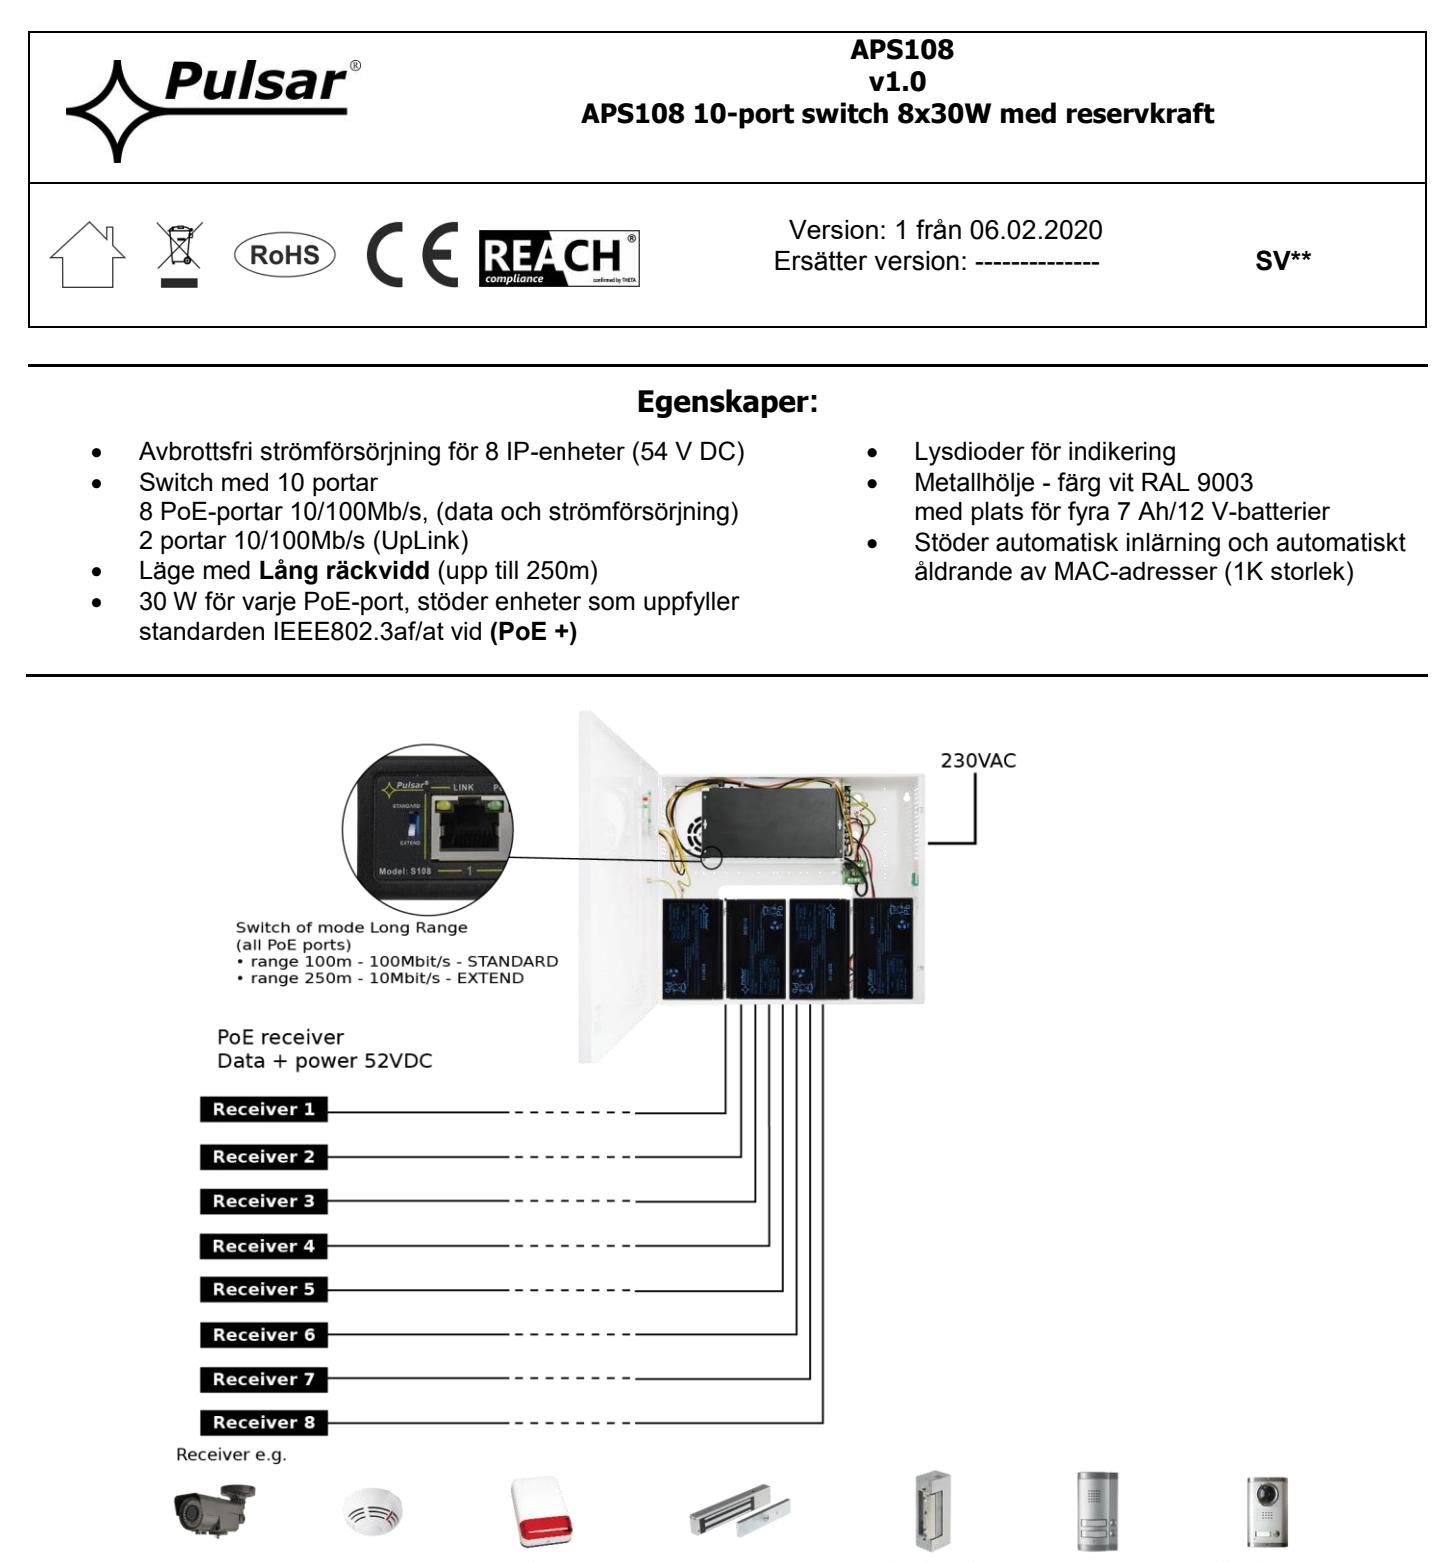 Pulsar®
APS108
v1.0
APS108 10-port switch 8x30W med reservkraft
RoHS
CE
REACH®
compliance
confirmed by THETA
Version: 1 från 06.02.2020
Ersätter version: --------------
SV**
Egenskaper:
• Avbrottsfri strömförsörjning för 8 IP-enheter (54 V DC)
• Switch med 10 portar
8 PoE-portar 10/100Mb/s, (data och strömförsörjning)
2 portar 10/100Mb/s (UpLink)
• Läge med Lång räckvidd (upp till 250m)
• 30 W för varje PoE-port, stöder enheter som uppfyller
standarden IEEE802.3af/at vid (PoE +)
• Lysdioder för indikering
• Metallhölje - färg vit RAL 9003
med plats för fyra 7 Ah/12 V-batterier
• Stöder automatisk inlärning och automatiskt
åldrande av MAC-adresser (1K storlek)
230VAC
Pulsar®
LINK
STANDARD
EXTEND
Model: S108
1
Switch of mode Long Range
(all PoE ports)
• range 100m - 100Mbit/s - STANDARD
• range 250m - 10Mbit/s - EXTEND
PoE receiver
Data + power 52VDC
Receiver 1
Receiver 2
Receiver 3
Receiver 4
Receiver 5
Receiver 6
Receiver 7
Receiver 8
Receiver e.g.